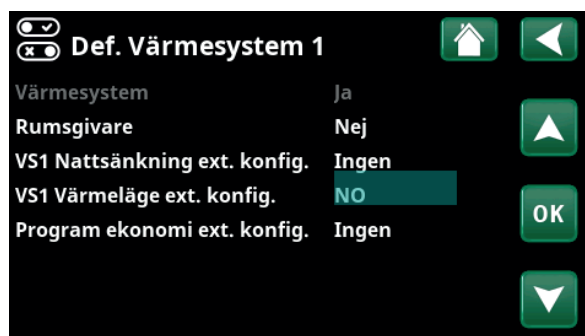 Def. Värmesystem 1
Värmesystem Ja
Rumsgivare Nej
VS1 Nattsänkning ext. konfig. Ingen
VS1 Värmeläge ext. konfig. NO
OK
Program ekonomi ext. konfig. Ingen